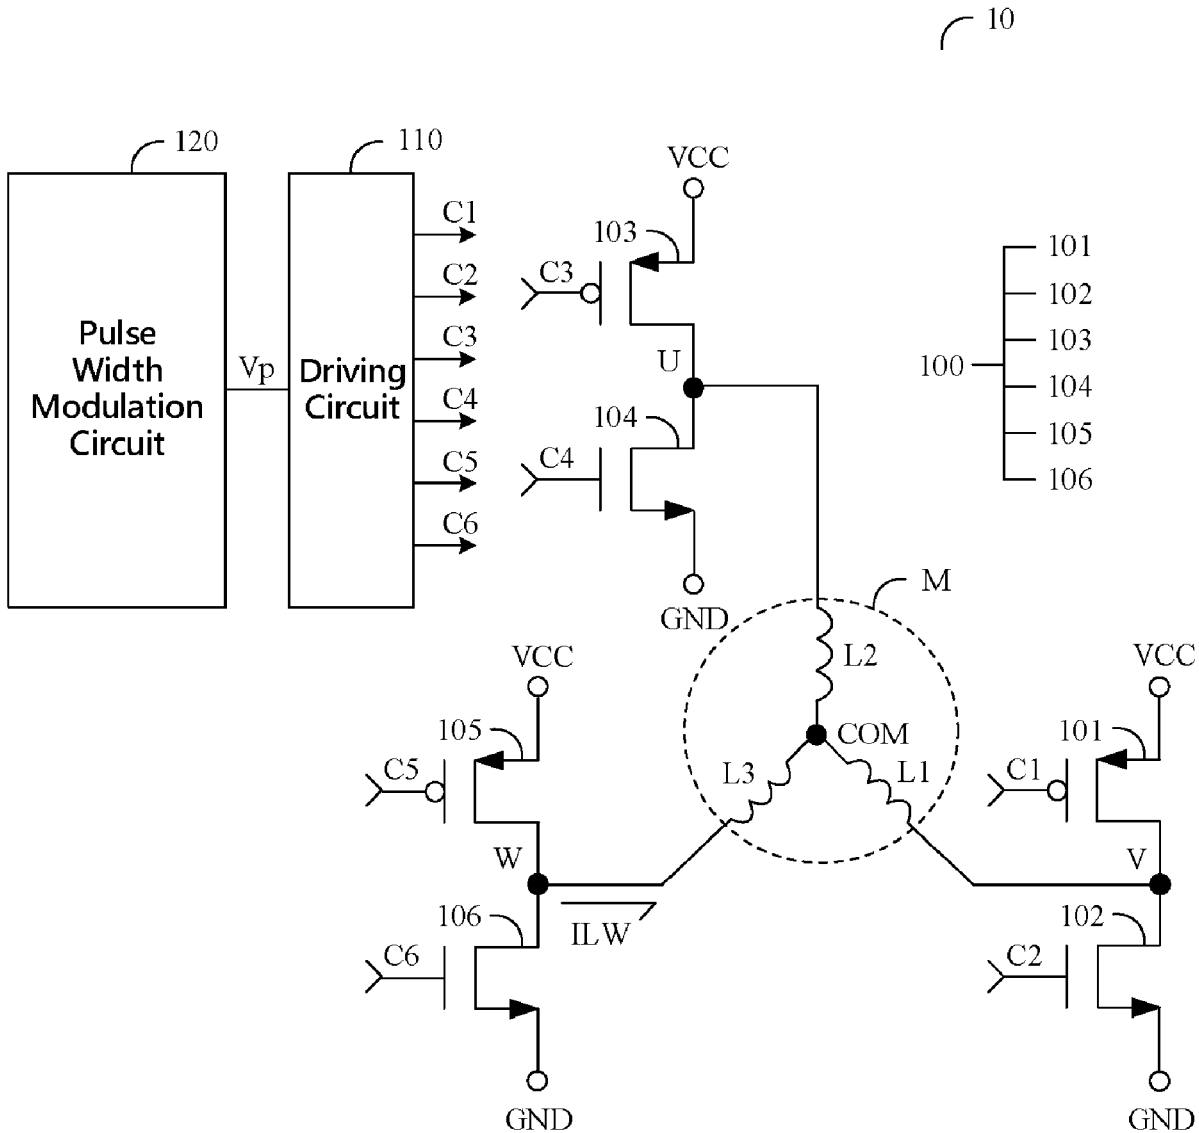 10
120
110
VCC
C1
C2
C3
C4
C5
C6
Pulse
Width
Modulation
Circuit
Vp
Driving
Circuit
103
C3
U
104
C4
GND
100
101
102
103
104
105
106
M
L2
COM
L3
L1
VCC
105
C5
W
106
C6
ILW
GND
VCC
101
C1
V
102
C2
GND